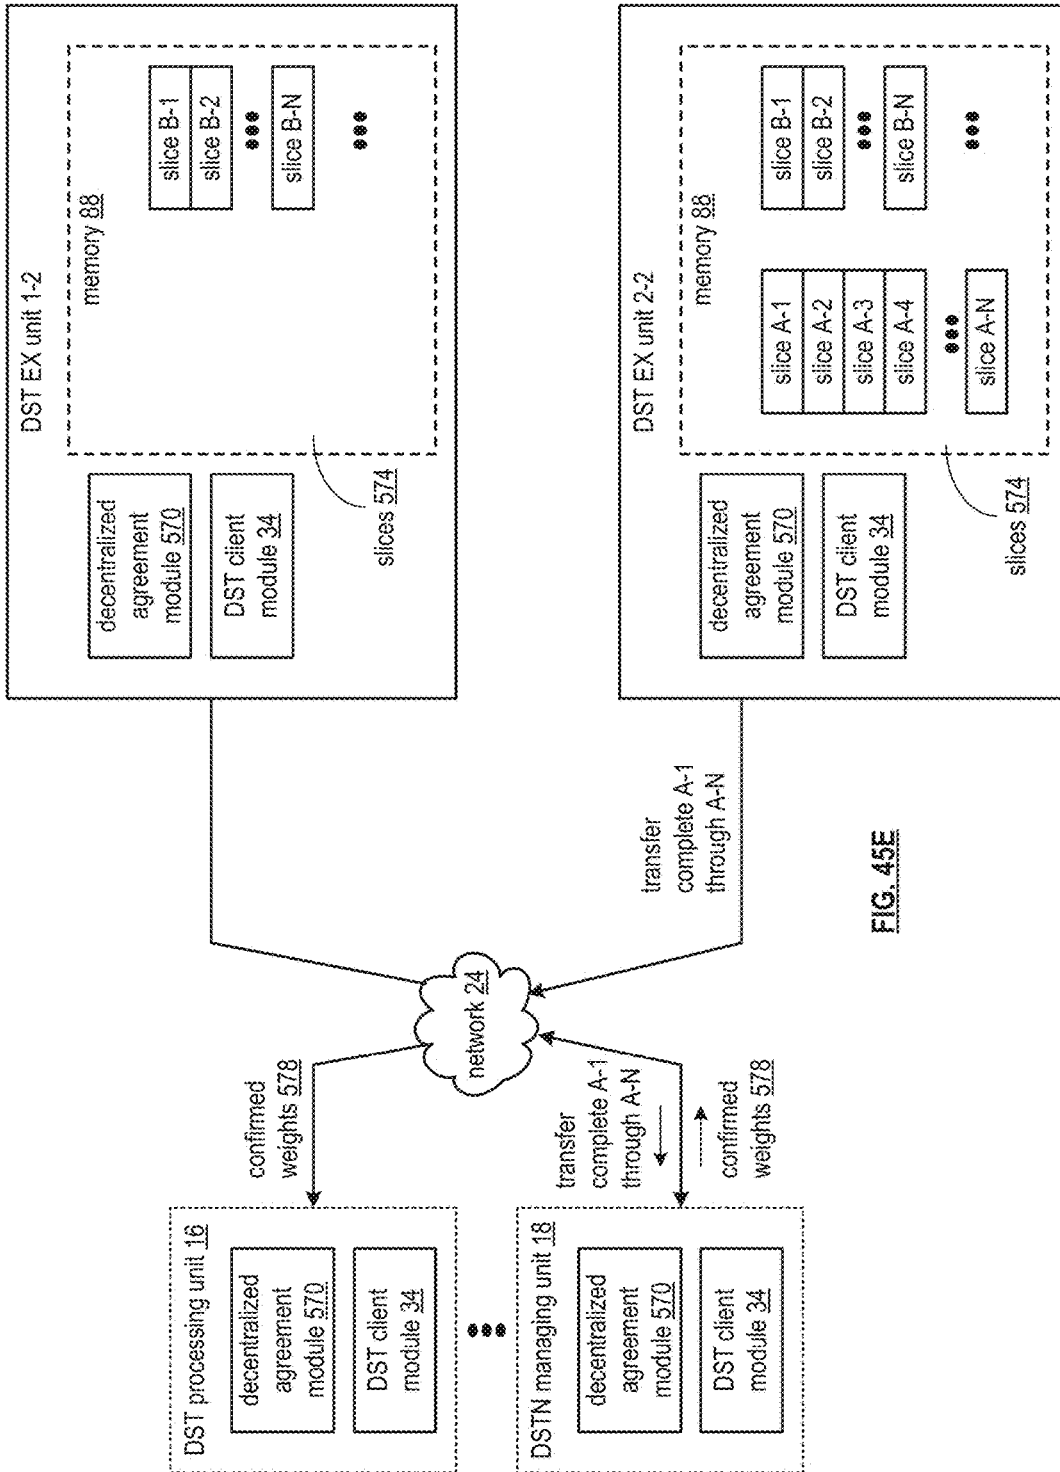 DST processing unit 16
decentralized
agreement
module 570
DST client
module 34
DSTN managing unit 18
decentralized
agreement
module 570
DST client
module 34
confirmed
weights 578
transfer
complete A-1
through A-N
confirmed
weights 578
network 24
transfer
complete A-1
through A-N
DST EX unit 1-2
decentralized
agreement
module 570
DST client
module 34
slices 574
memory 88
slice B-1
slice B-2
slice B-N
DST EX unit 2-2
decentralized
agreement
module 570
DST client
module 34
slices 574
memory 88
slice A-1
slice A-2
slice A-3
slice A-4
slice A-N
slice B-1
slice B-2
slice B-N
FIG. 45E